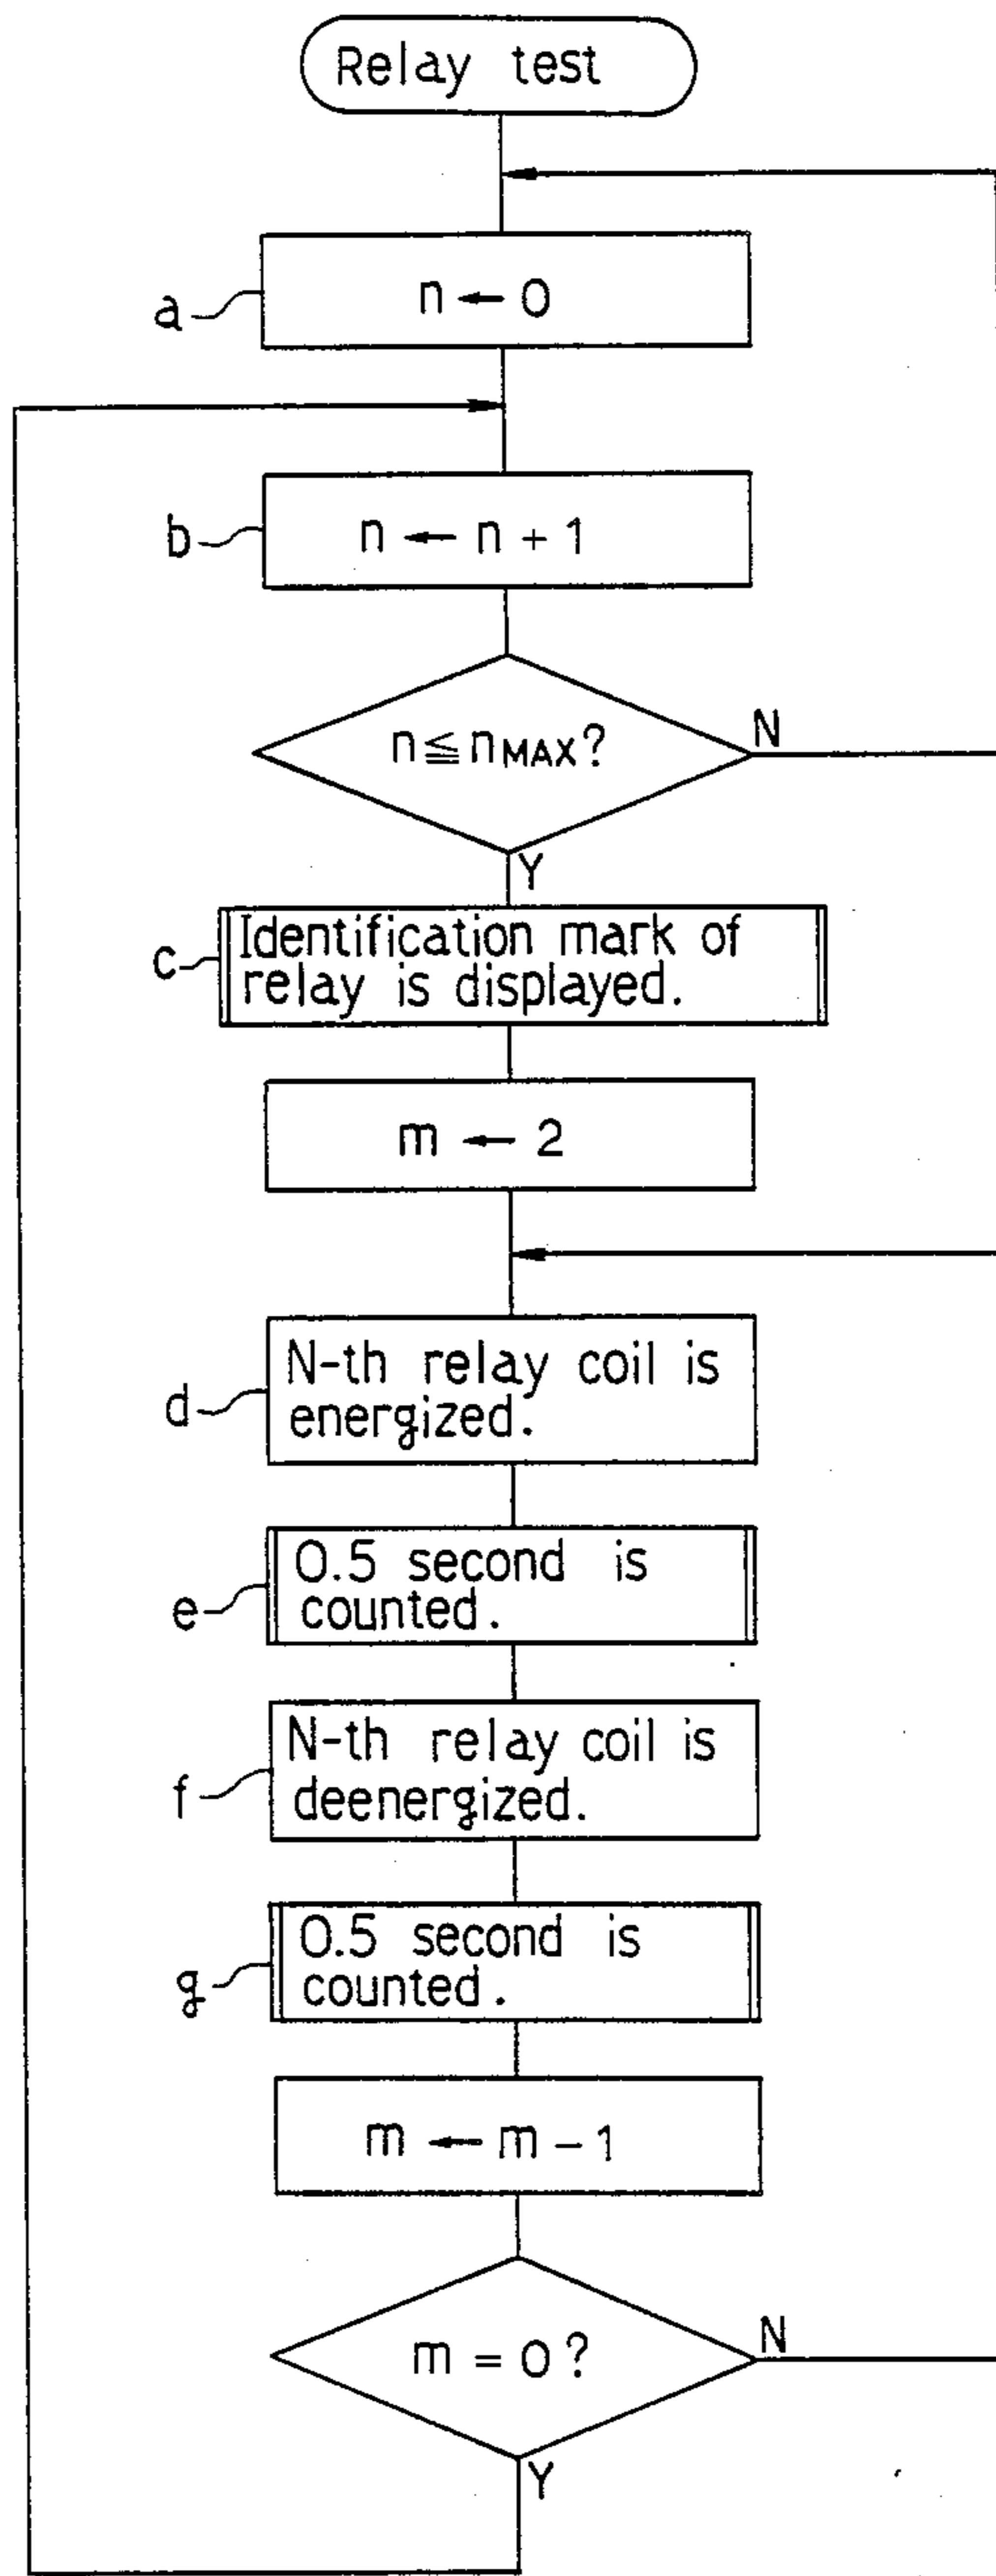 Relay test
a
n ← 0
b
n ← n + 1
n ≦ nMAX?
N
Y
c
Identification mark of
relay is displayed.
m ← 2
d
N-th relay coil is
energized.
e
0.5 second is
counted.
f
N-th relay coil is
deenergized.
g
0.5 second is
counted.
m ← m - 1
m = 0 ?
N
Y